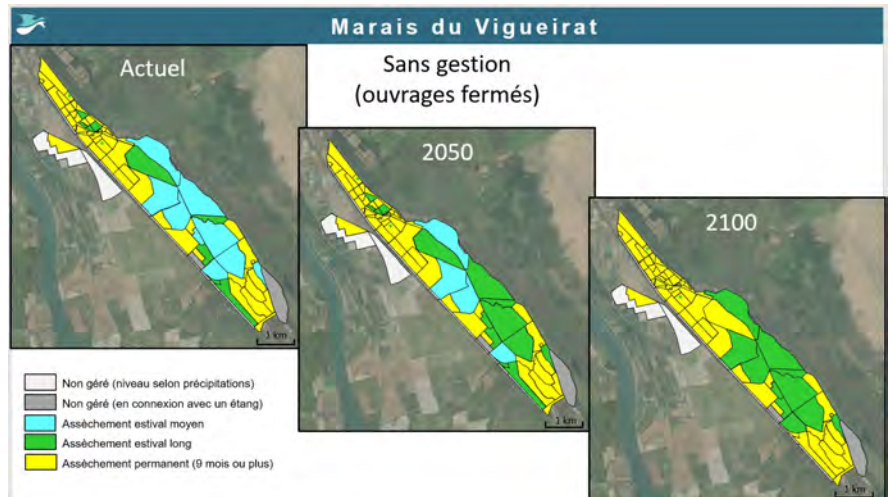 Marais du Vigueirat
Actuel
Sans gestion
(ouvrages fermés)
2050
2100
1 km
1 km
1 km
Non géré (niveau selon précipitations)
Non géré (en connexion avec un étang)
Assèchement estival moyen
Assèchement estival long
Assèchement permanent (9 mois ou plus)